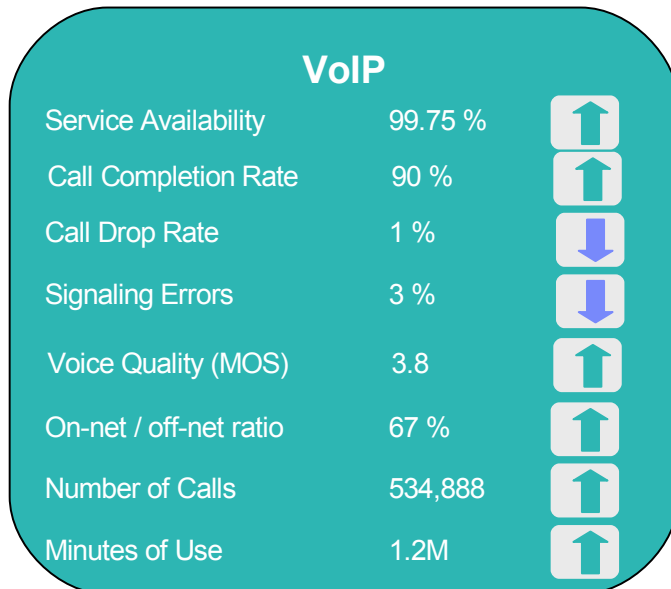 VoIP
Service Availability 99.75 %
Call Completion Rate 90 %
Call Drop Rate 1 %
Signaling Errors 3 %
Voice Quality (MOS) 3.8
On-net / off-net ratio 67 %
Number of Calls 534,888
Minutes of Use 1.2M